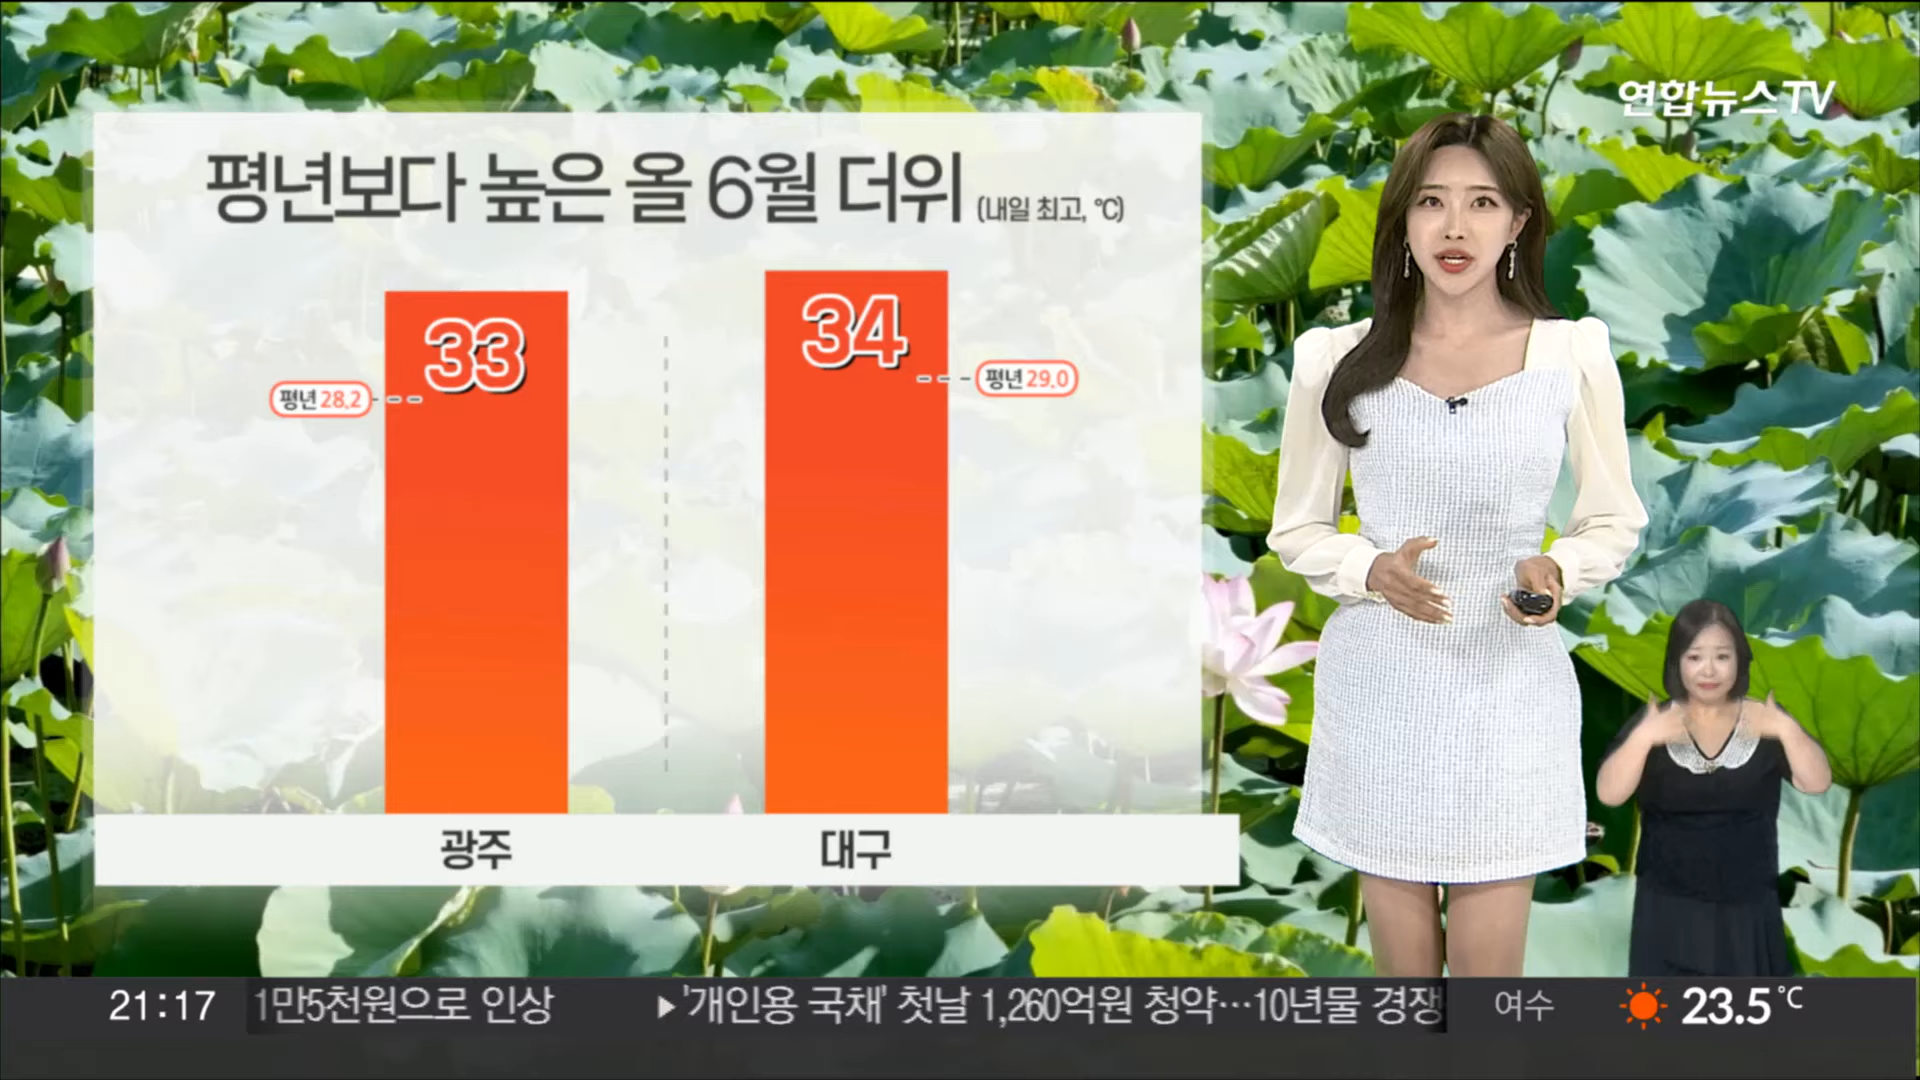 연합뉴스TV
평년보다 높은 올 6월 더위 (내일 최고, ℃)
33
34
평년 28.2
평년 29.0
광주
대구
21:17 1만5천원으로 인상 ▶'개인용 국채' 첫날 1,260억원 청약…10년물 경쟁 여수 23.5℃